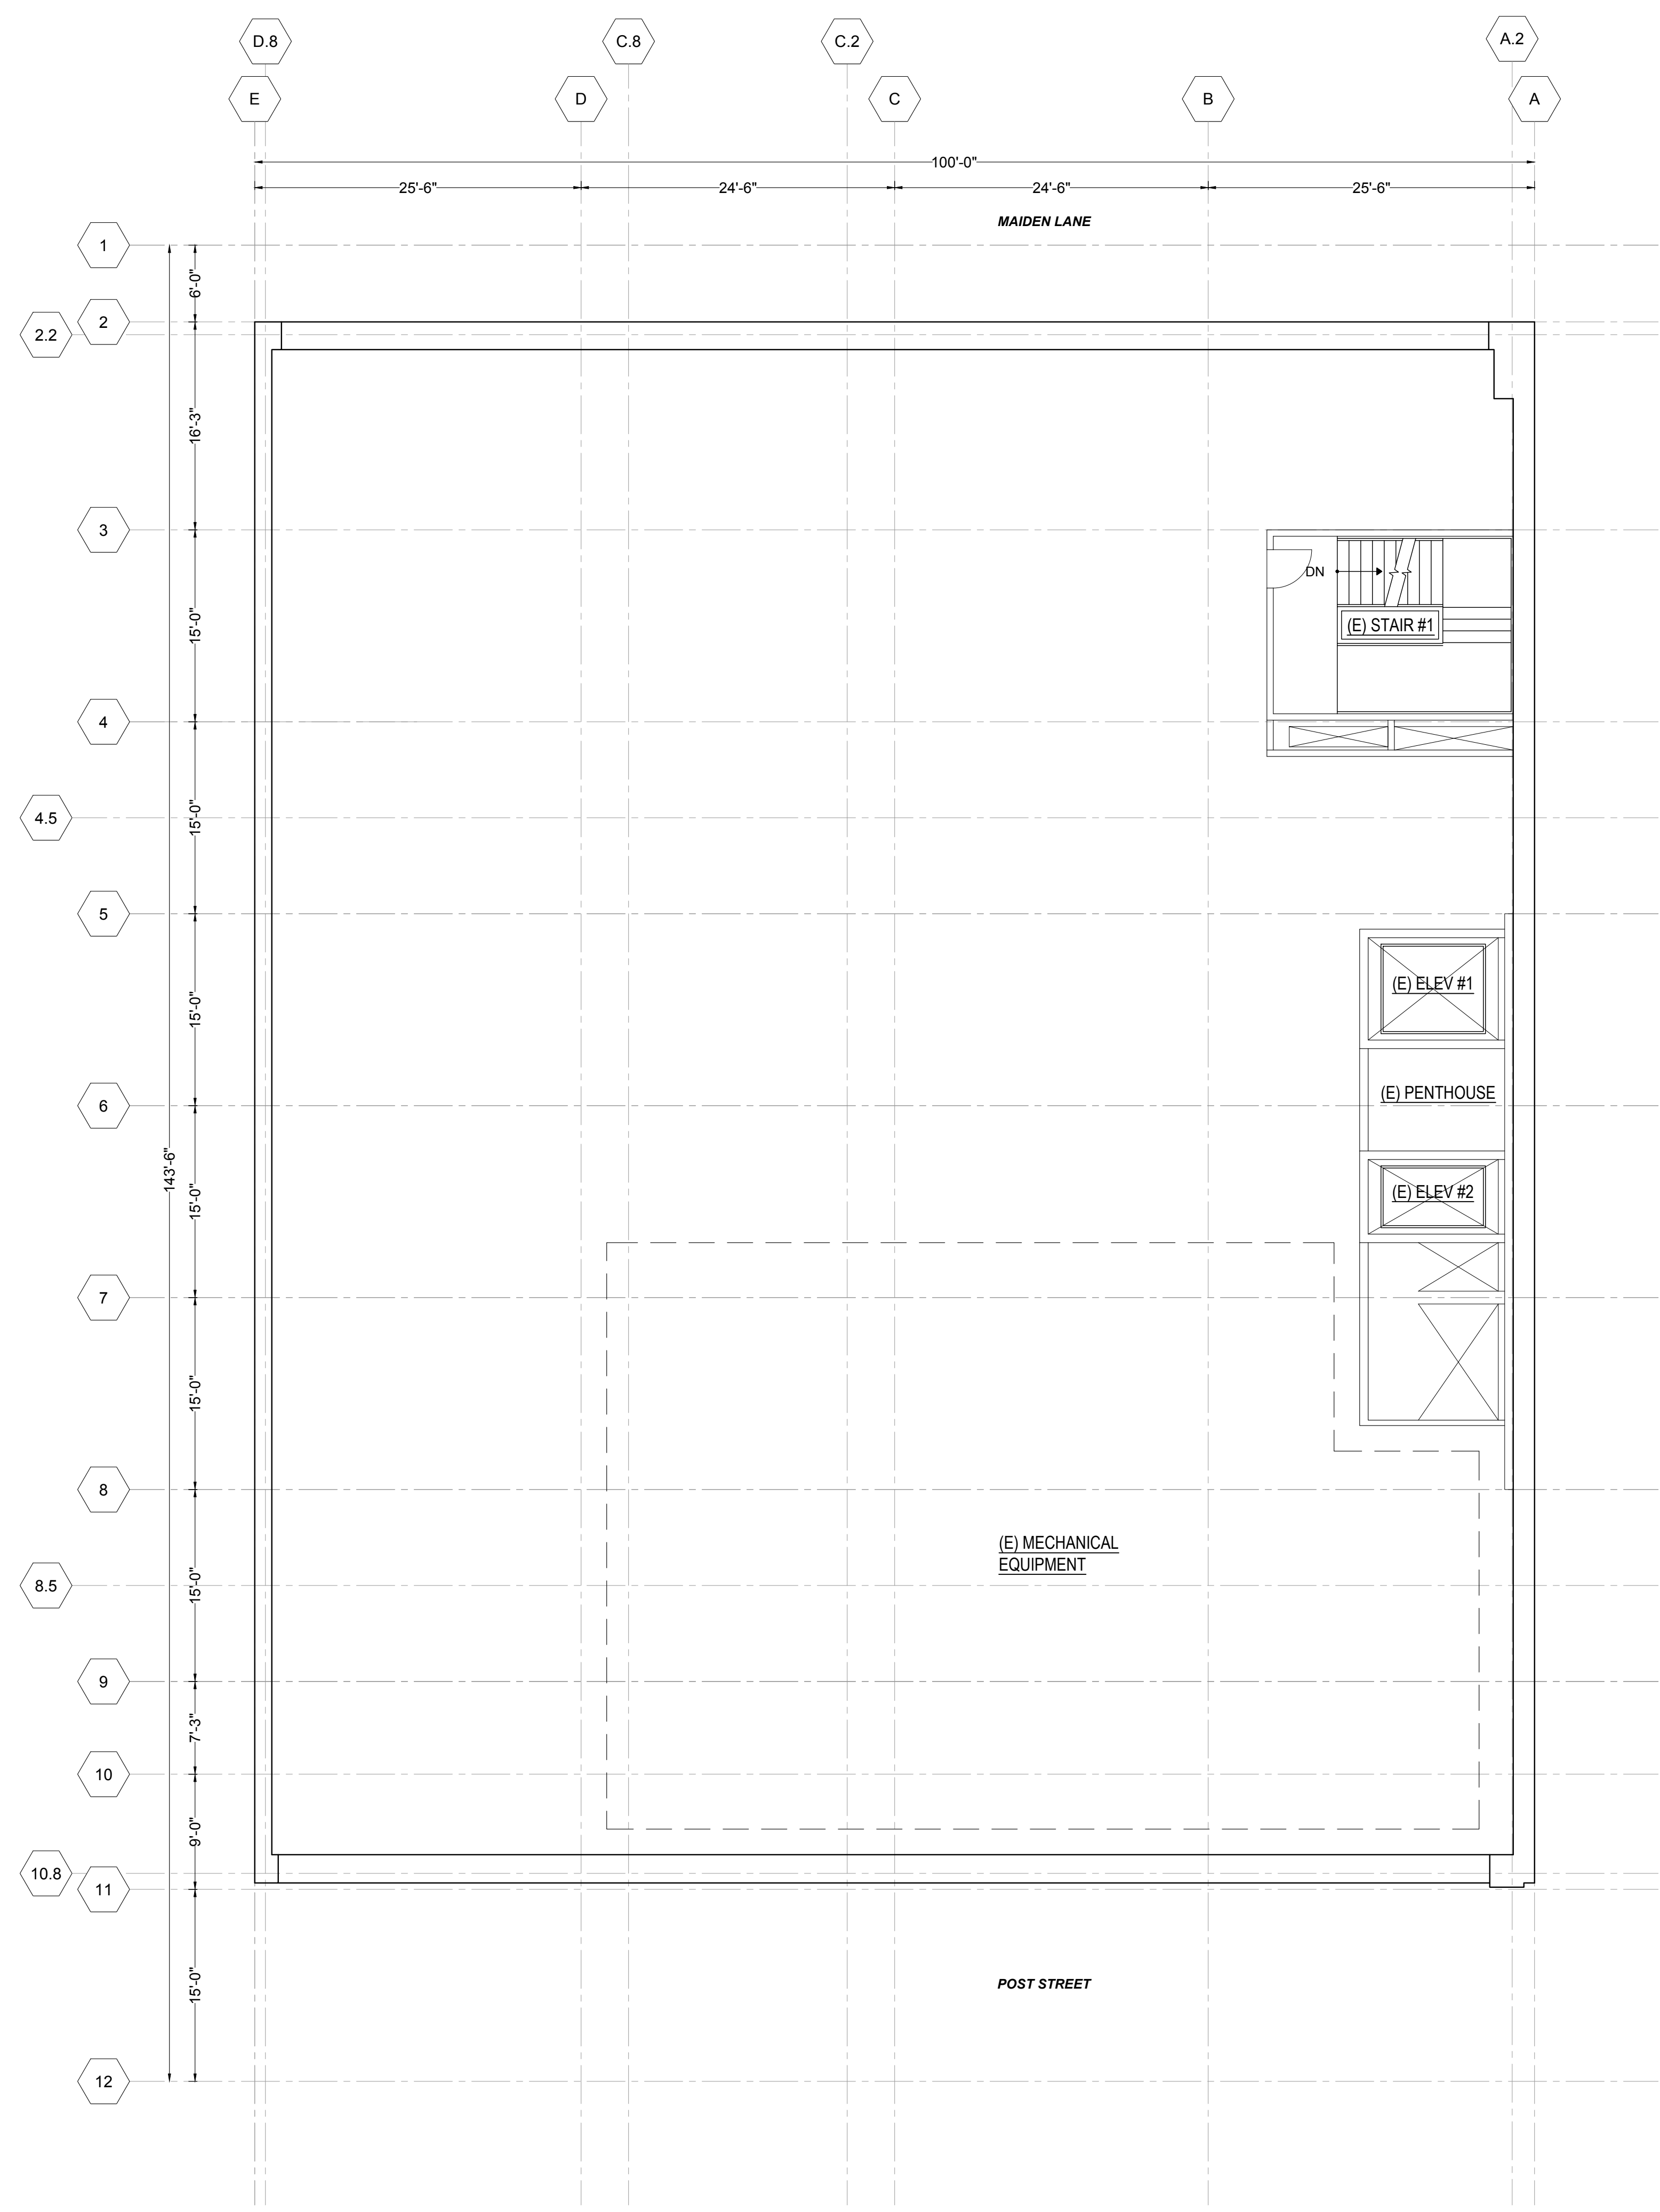 D.8
C.8
C.2
A.2
E
D
C
B
A
100'-0"
25'-6"
24'-6"
24'-6"
25'-6"
MAIDEN LANE
1
6'-0"
2
2.2
16'-3"
3
DN
(E) STAIR #1
15'-0"
4
4.5
15'-0"
5
(E) ELEV #1
15'-0"
(E) PENTHOUSE
6
143'-6"
15'-0"
(E) ELEV #2
7
15'-0"
8
(E) MECHANICAL
EQUIPMENT
8.5
15'-0"
9
7'-3"
10
9'-0"
10.8
11
15'-0"
POST STREET
12